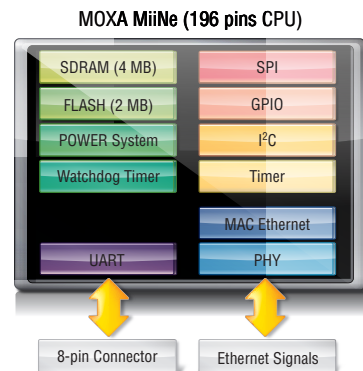 MOXA MiiNe (196 pins CPU)
SDRAM (4 MB)
FLASH (2 MB)
POWER System
Watchdog Timer
UART
SPI
GPIO
I²C
Timer
MAC Ethernet
PHY
8-pin Connector
Ethernet Signals